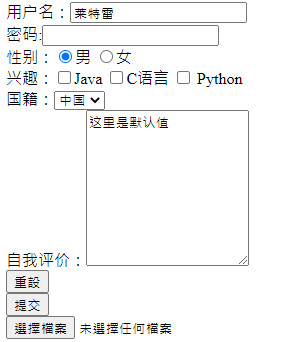 用户名：莱特雷
密码:
性别：男 女
兴趣：Java C语言 Python
国籍：中国
这里是默认值
自我评价：
重設
提交
選擇檔案 未選擇任何檔案